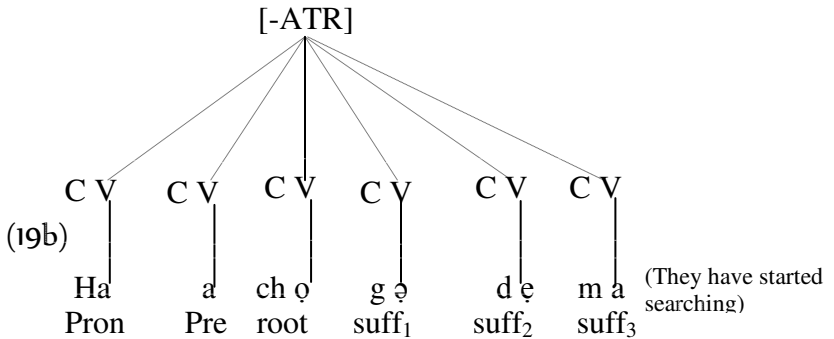 [-ATR]
C V C V C V C V C V C V
(19b)
Ha a ch ọ g ə̣ d ẹ m a (They have started
searching)
Pron Pre root suff₁ suff₂ suff₃